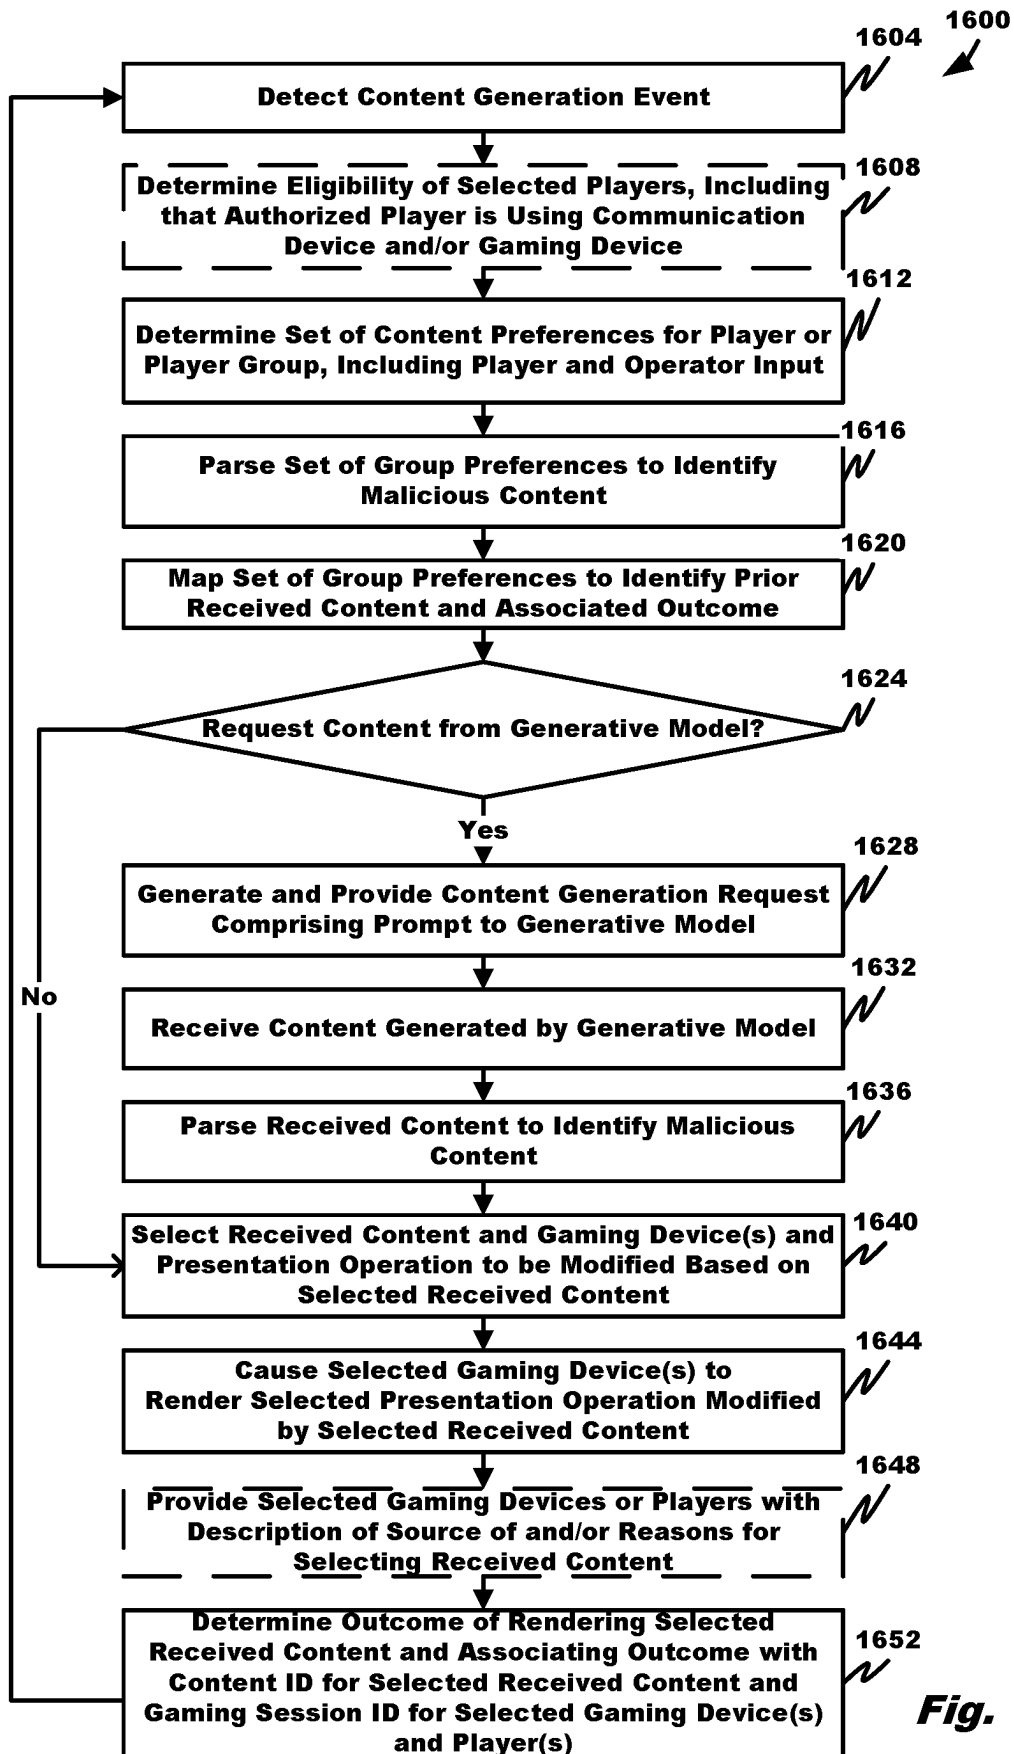 1600
1604
Detect Content Generation Event
1608
Determine Eligibility of Selected Players, Including
that Authorized Player is Using Communication
Device and/or Gaming Device
1612
Determine Set of Content Preferences for Player or
Player Group, Including Player and Operator Input
1616
Parse Set of Group Preferences to Identify
Malicious Content
1620
Map Set of Group Preferences to Identify Prior
Received Content and Associated Outcome
1624
Request Content from Generative Model?
Yes
1628
Generate and Provide Content Generation Request
Comprising Prompt to Generative Model
1632
No
Receive Content Generated by Generative Model
1636
Parse Received Content to Identify Malicious
Content
1640
Select Received Content and Gaming Device(s) and
Presentation Operation to be Modified Based on
Selected Received Content
1644
Cause Selected Gaming Device(s) to
Render Selected Presentation Operation Modified
by Selected Received Content
1648
Provide Selected Gaming Devices or Players with
Description of Source of and/or Reasons for
Selecting Received Content
1652
Determine Outcome of Rendering Selected
Received Content and Associating Outcome with
Content ID for Selected Received Content and
Gaming Session ID for Selected Gaming Device(s)
and Player(s)
Fig.